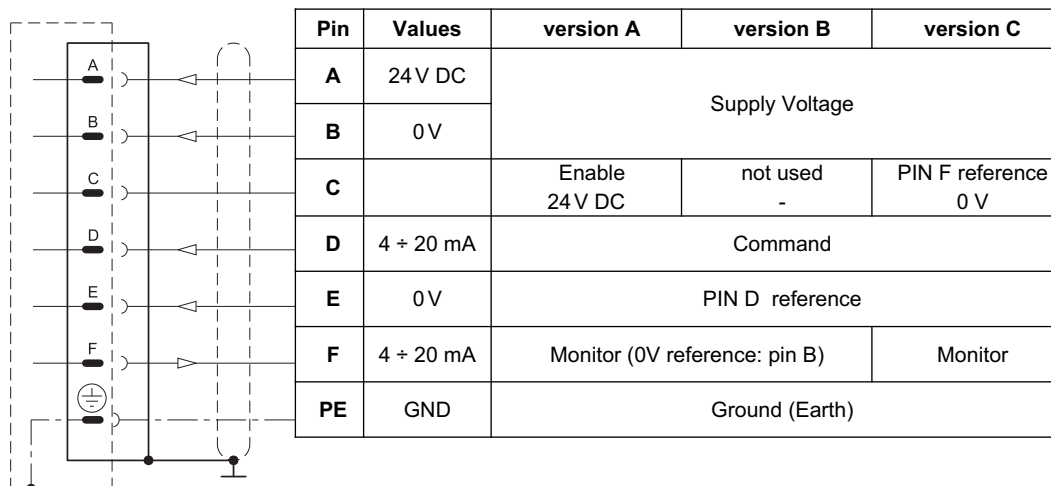 Pin Values version A version B version C
A 24 V DC Supply Voltage
B 0 V
C Enable 24 V DC not used - PIN F reference 0 V
D 4 ÷ 20 mA Command
E 0 V PIN D reference
F 4 ÷ 20 mA Monitor (0V reference: pin B) Monitor
PE GND Ground (Earth)
A
B
C
D
E
F